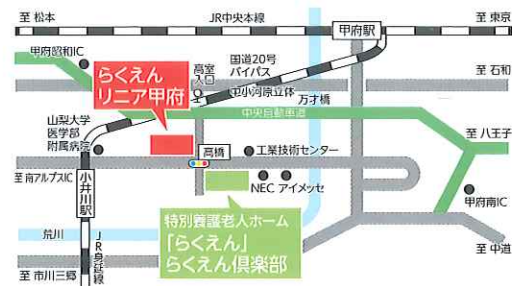 至 松本
JR中央本線
甲府駅
至 東京
甲府昭和IC
国道20号
バイパス
高室
入口
至 石和
らくえん
リニア甲府
中小河原立体
万才橋
中央自動車道
山梨大学
医学部
附属病院
至 八王子
高橋
工業技術センター
至 南アルプスIC
小井川駅
NEC アイメッセ
甲府南IC
特別養護老人ホーム
「らくえん」
らくえん倶楽部
荒川
JR身延線
至 中道
至 市川三郷